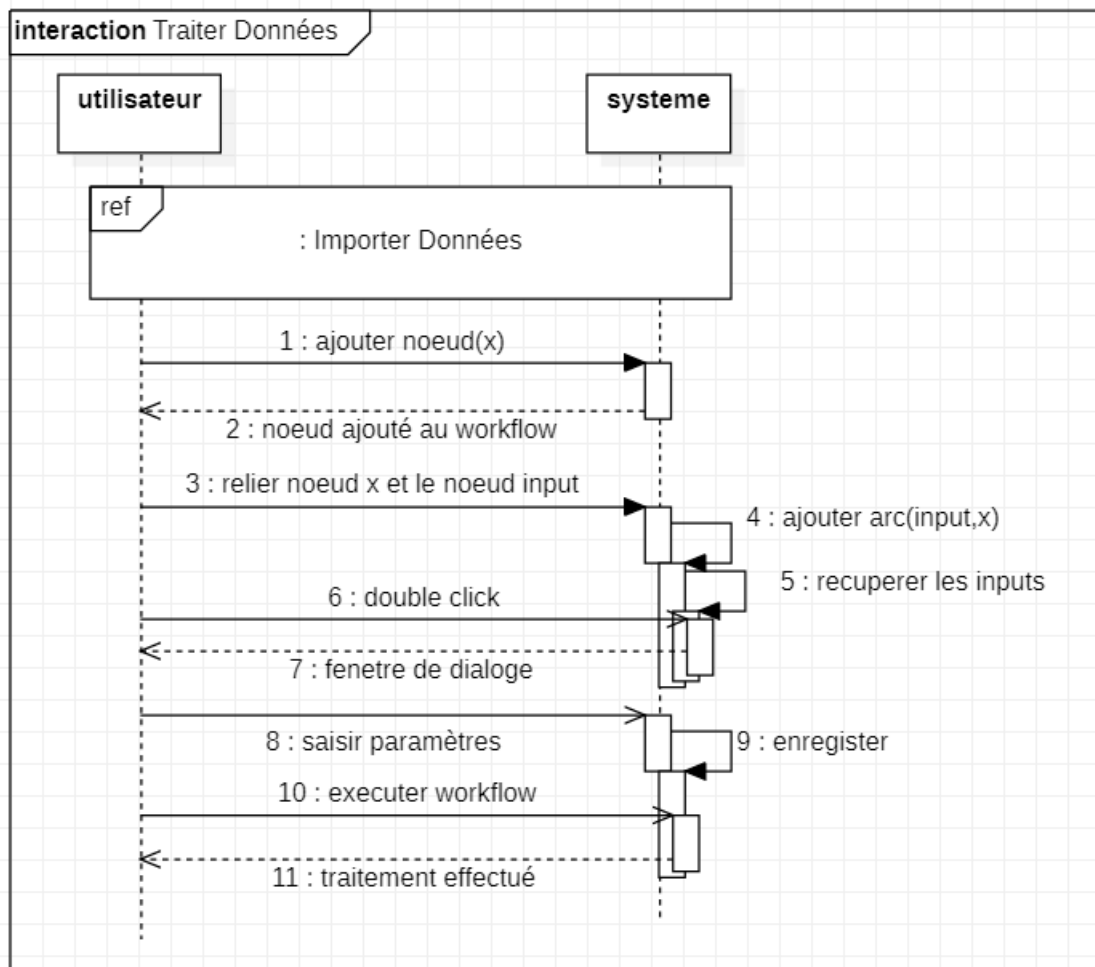 interaction Traiter Données
utilisateur
systeme
ref
: Importer Données
1 : ajouter noeud(x)
2 : noeud ajouté au workflow
3 : relier noeud x et le noeud input
4 : ajouter arc(input,x)
5 : recuperer les inputs
6 : double click
7 : fenetre de dialoge
8 : saisir paramètres
9 : enregister
10 : executer workflow
11 : traitement effectué